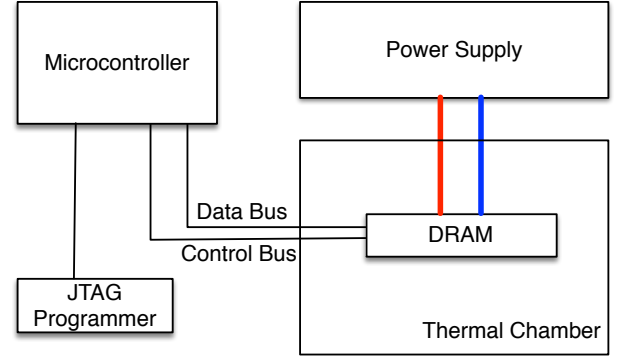 Microcontroller
Power Supply
Data Bus
DRAM
Control Bus
JTAG
Programmer
Thermal Chamber